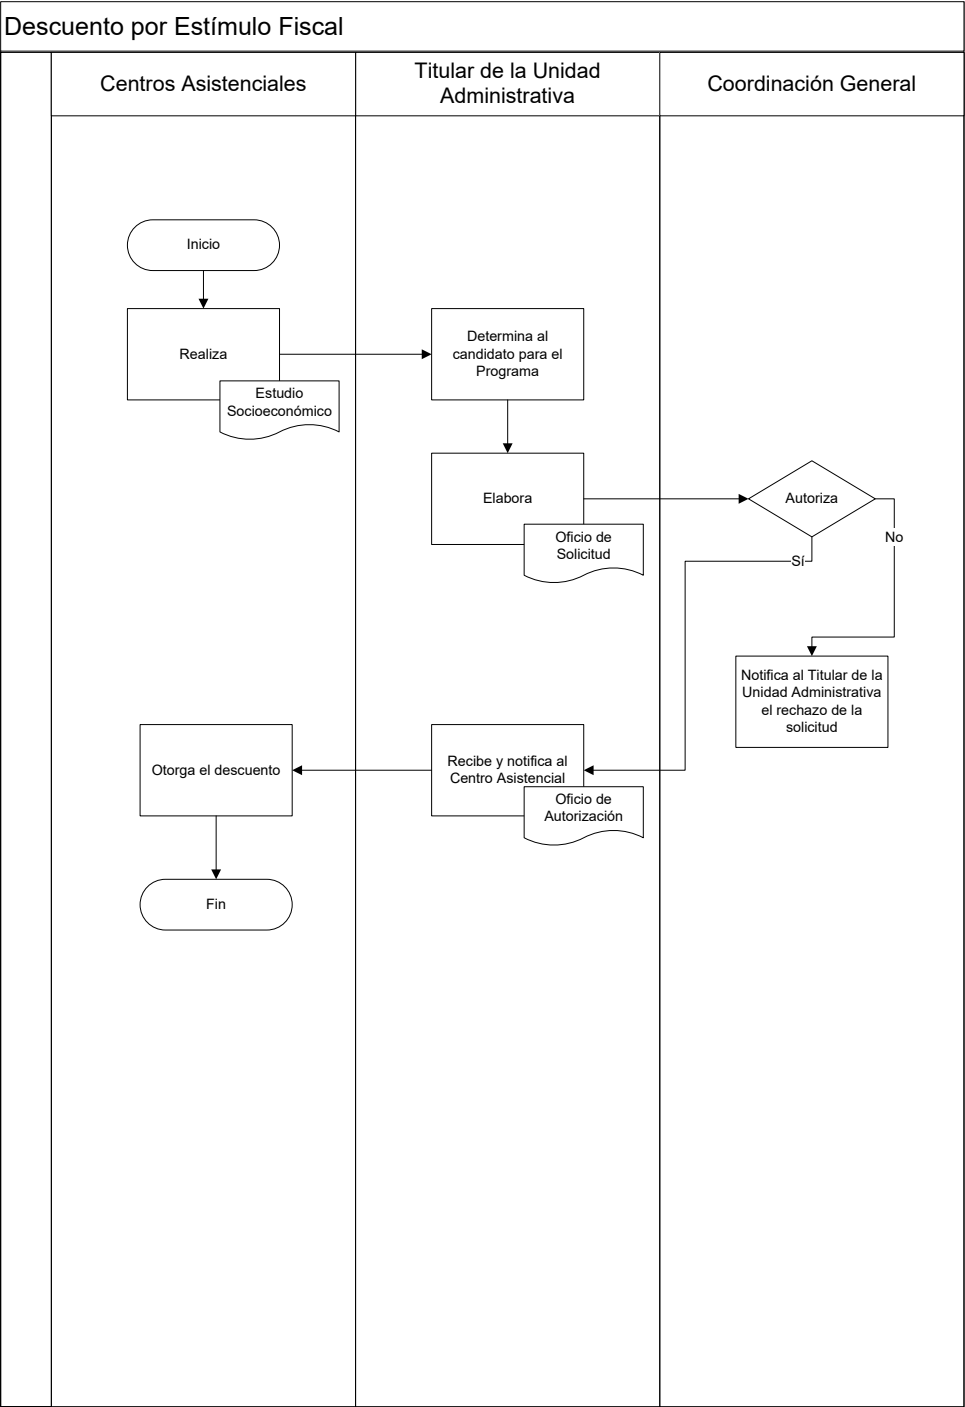 Descuento por Estímulo Fiscal
Centros Asistenciales
Titular de la Unidad
Administrativa
Coordinación General
Inicio
Realiza
Estudio
Socioeconómico
Determina al
candidato para el
Programa
Elabora
Oficio de
Solicitud
Autoriza
No
Sí
Notifica al Titular de la
Unidad Administrativa
el rechazo de la
solicitud
Recibe y notifica al
Centro Asistencial
Oficio de
Autorización
Otorga el descuento
Fin